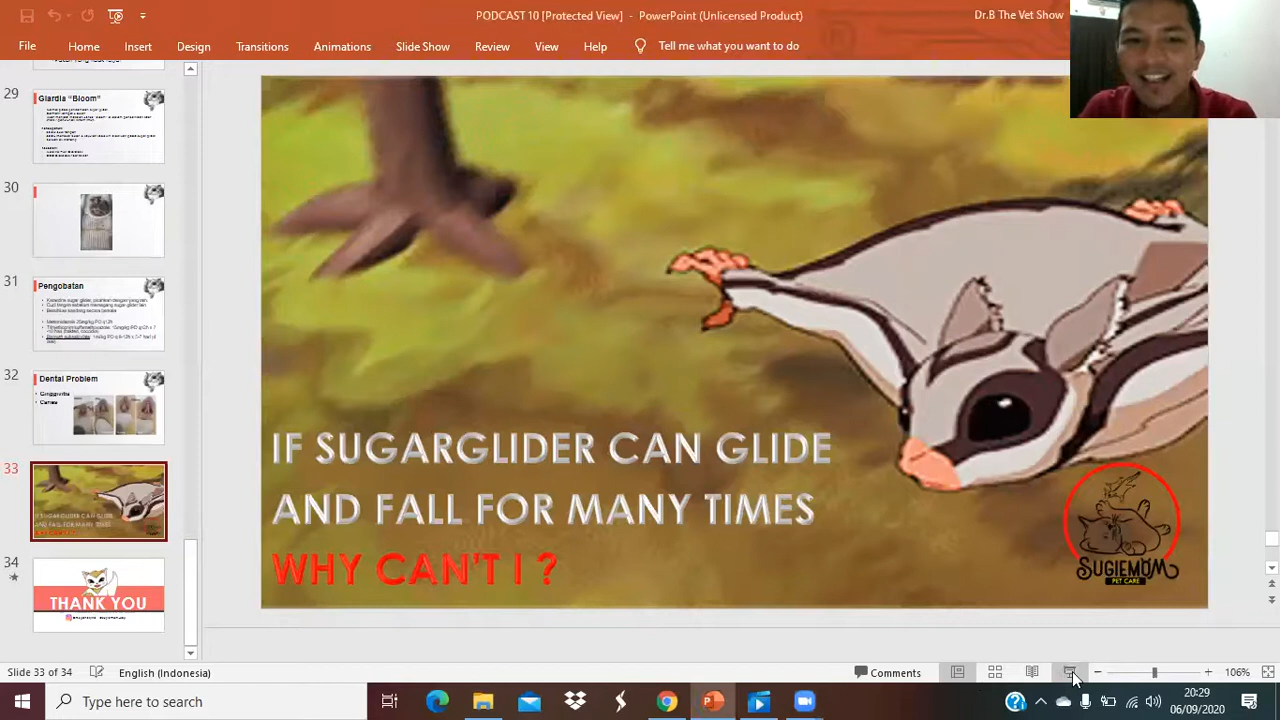 PODCAST 10 [Protected View] - PowerPoint (Unlicensed Product)
Dr.B The Vet Show
File Home Insert Design Transitions Animations Slide Show Review View Help Tell me what you want to do
29
Giardia “Bloom”
30
31
Pengobatan
32
Dental Problem
33
34
THANK YOU
IF SUGARGLIDER CAN GLIDE
AND FALL FOR MANY TIMES
WHY CAN'T I ?
SUGIEMOM
PET CARE
Slide 33 of 34 English (Indonesia) Comments 106%
Type here to search
20:29
06/09/2020